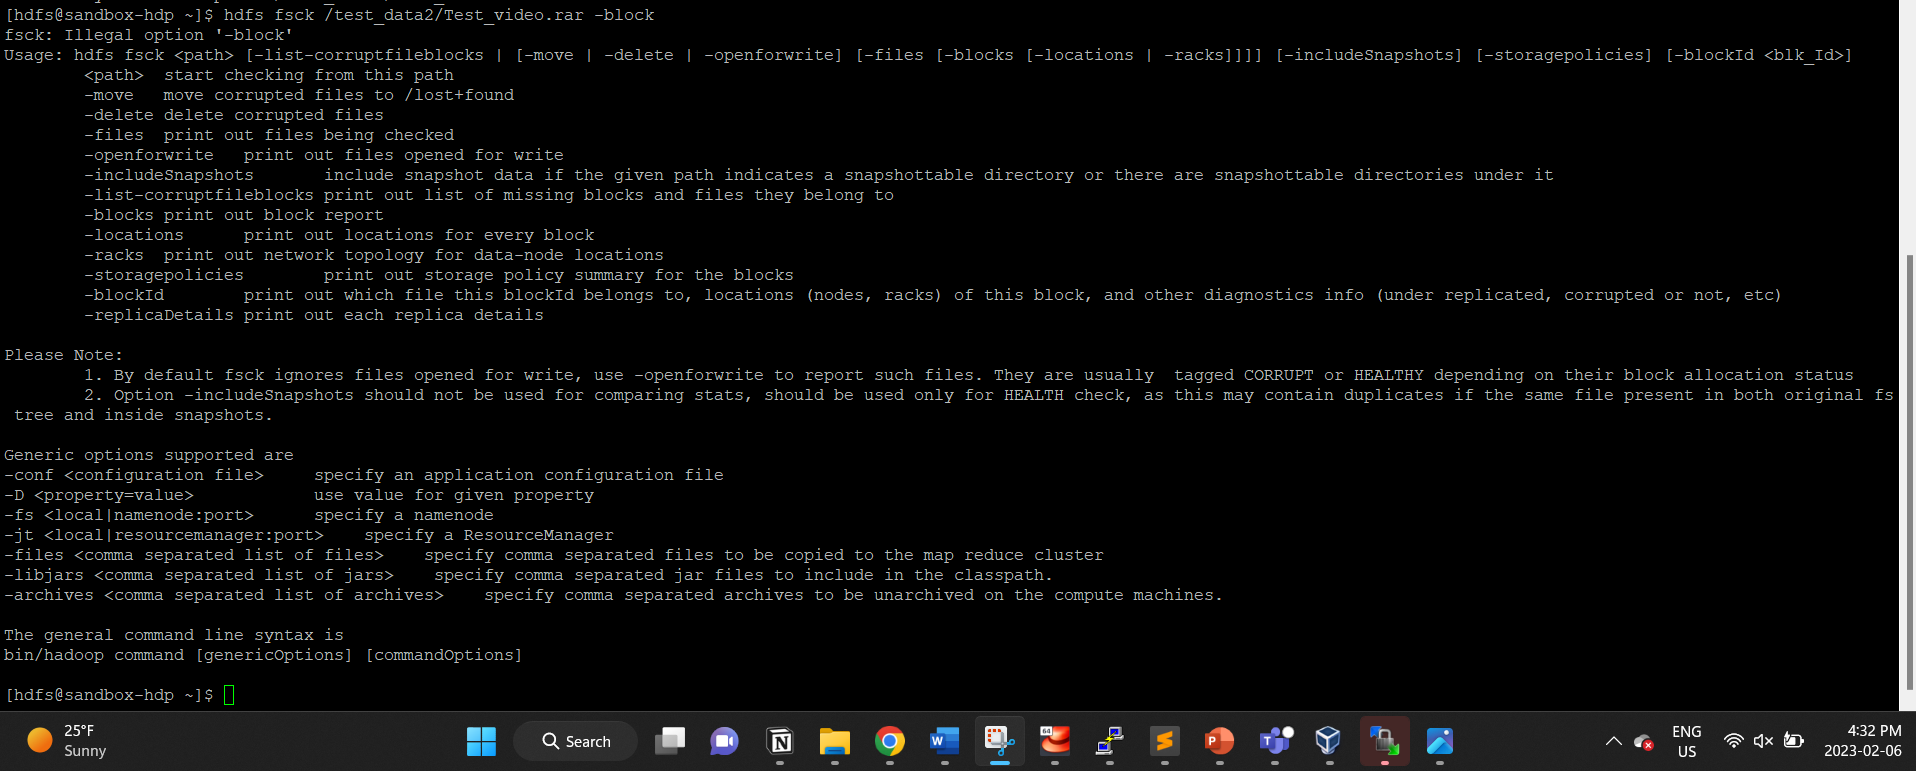 [hdfs@sandbox-hdp ~]$ hdfs fsck /test_data2/Test_video.rar -block
fsck: Illegal option '-block'
Usage: hdfs fsck <path> [-list-corruptfileblocks | [-move | -delete | -openforwrite] [-files [-blocks [-locations | -racks]]]] [-includeSnapshots] [-storagepolicies] [-blockId <blk_Id>]
<path> start checking from this path
-move move corrupted files to /lost+found
-delete delete corrupted files
-files print out files being checked
-openforwrite print out files opened for write
-includeSnapshots include snapshot data if the given path indicates a snapshottable directory or there are snapshottable directories under it
-list-corruptfileblocks print out list of missing blocks and files they belong to
-blocks print out block report
-locations print out locations for every block
-racks print out network topology for data-node locations
-storagepolicies print out storage policy summary for the blocks
-blockId print out which file this blockId belongs to, locations (nodes, racks) of this block, and other diagnostics info (under replicated, corrupted or not, etc)
-replicaDetails print out each replica details
Please Note:
1. By default fsck ignores files opened for write, use -openforwrite to report such files. They are usually  tagged CORRUPT or HEALTHY depending on their block allocation status
2. Option -includeSnapshots should not be used for comparing stats, should be used only for HEALTH check, as this may contain duplicates if the same file present in both original fs
tree and inside snapshots.
Generic options supported are
-conf <configuration file> specify an application configuration file
-D <property=value> use value for given property
-fs <local|namenode:port> specify a namenode
-jt <local|resourcemanager:port> specify a ResourceManager
-files <comma separated list of files> specify comma separated files to be copied to the map reduce cluster
-libjars <comma separated list of jars> specify comma separated jar files to include in the classpath.
-archives <comma separated list of archives> specify comma separated archives to be unarchived on the compute machines.
The general command line syntax is
bin/hadoop command [genericOptions] [commandOptions]
[hdfs@sandbox-hdp ~]$
25°F
Sunny
Search
ENG
US
4:32 PM
2023-02-06